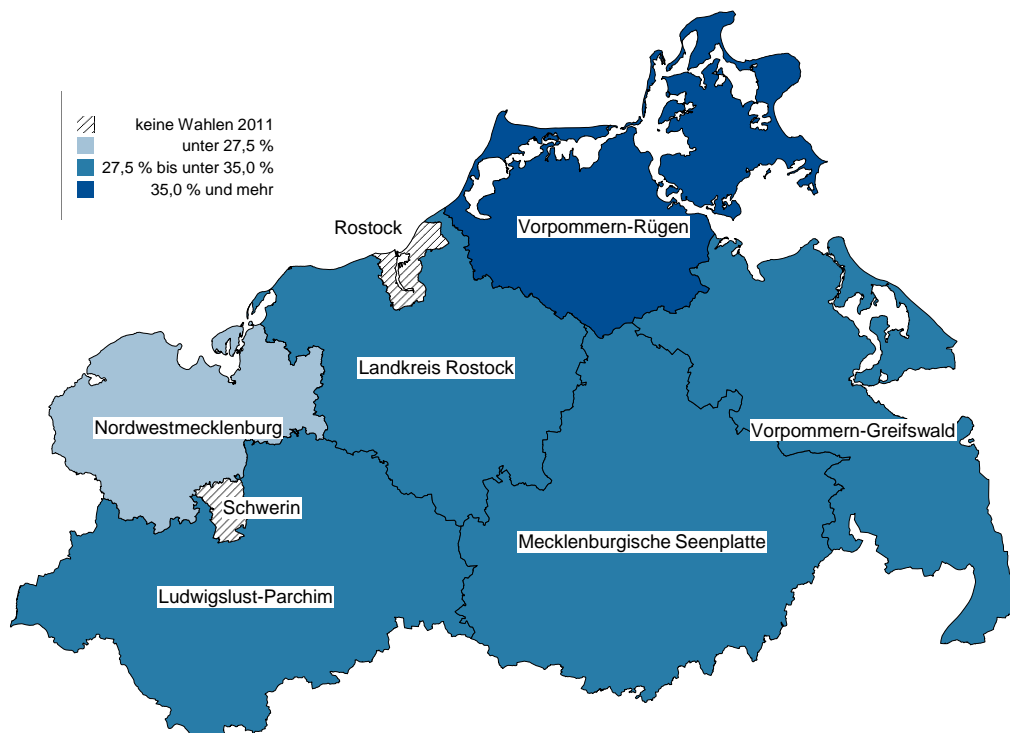 keine Wahlen 2011
unter 27,5 %
27,5 % bis unter 35,0 %
35,0 % und mehr
Rostock
Vorpommern-Rügen
Landkreis Rostock
Nordwestmecklenburg
Vorpommern-Greifswald
Schwerin
Mecklenburgische Seenplatte
Ludwigslust-Parchim